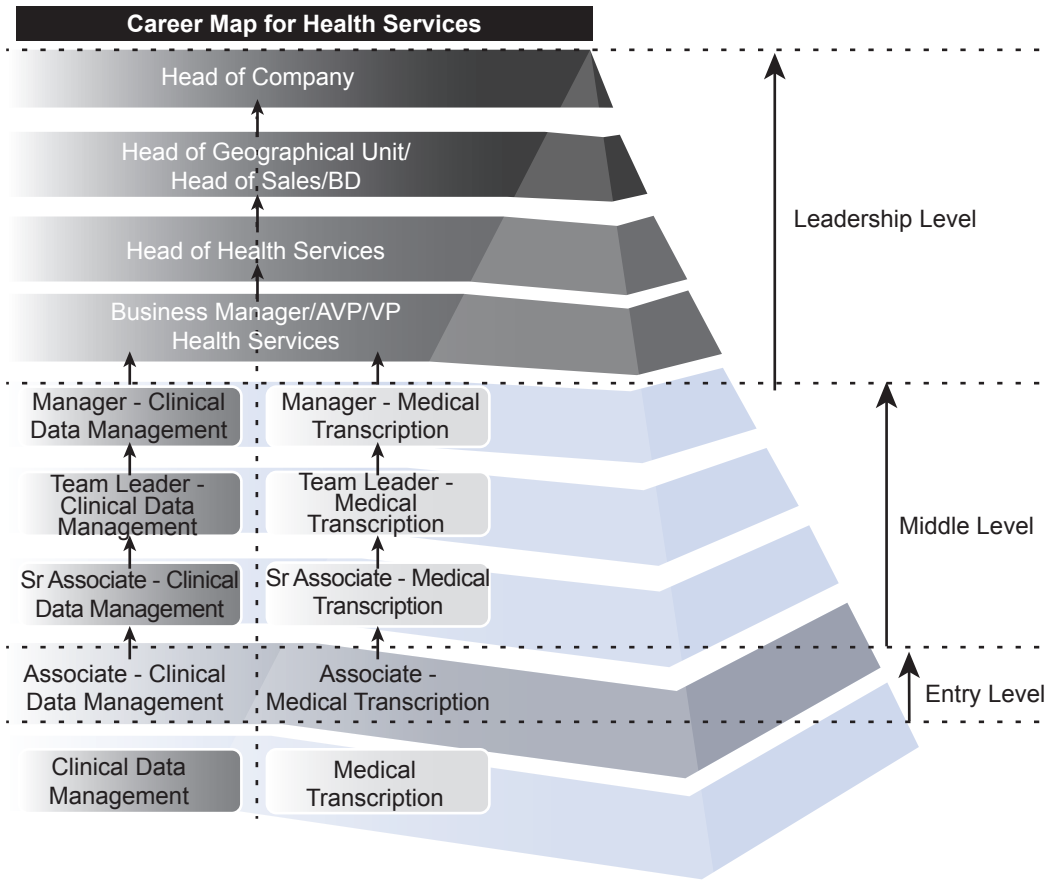 Career Map for Health Services
Head of Company
Head of Geographical Unit/
Head of Sales/BD
Leadership Level
Head of Health Services
Business Manager/AVP/VP
Health Services
Manager - Clinical
Data Management
Manager - Medical
Transcription
Team Leader -
Clinical Data
Management
Team Leader -
Medical
Transcription
Middle Level
Sr Associate - Clinical
Data Management
Sr Associate - Medical
Transcription
Associate - Clinical
Data Management
Associate -
Medical Transcription
Entry Level
Clinical Data
Management
Medical
Transcription